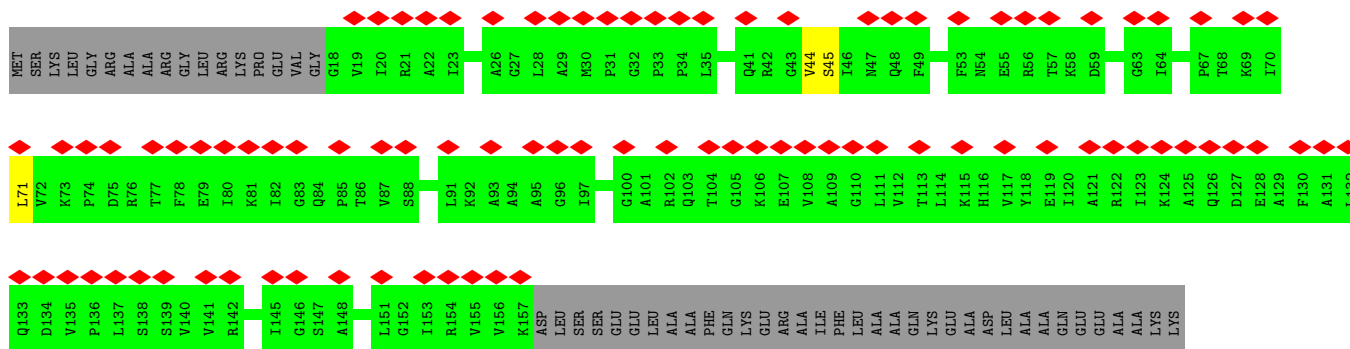 MET SER LYS LEU GLY ARG ALA ALA ARG GLY LEU ARG LYS PRO GLU VAL GLY G18 V19 I20 R21 A22 I23 A26 G27 L28 A29 M30 P31 G32 P33 P34 L35 Q41 R42 G43 V44 S45 I46 N47 Q48 F49 F53 N54 E55 R56 T57 K58 D59 G63 I64 P67 T68 K69 I70
L71 V72 K73 P74 D75 R76 T77 F78 E79 I80 K81 I82 G83 Q84 P85 T86 V87 S88 L91 K92 A93 A94 A95 G96 I97 G100 A101 R102 Q103 T104 G105 K106 E107 V108 A109 G110 L111 V112 T113 L114 K115 H116 V117 Y118 E119 I120 A121 R122 I123 K124 A125 Q126 D127 E128 A129 F130 A131 L132
Q133 D134 V135 P136 L137 S138 S139 V140 V141 R142 I145 G146 S147 A148 L151 G152 I153 R154 V155 V156 K157 ASP LEU SER SER GLU GLU LEU ALA ALA PHE GLN LYS GLU ARG ALA ILE PHE LEU ALA ALA GLN LYS GLU ALA ASP LEU ALA ALA GLN GLU GLU ALA ALA LYS LYS